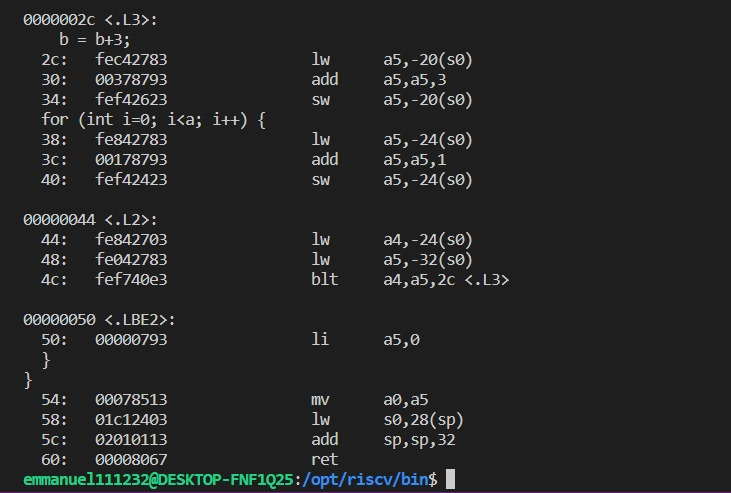 0000002c <.L3>:
    b = b+3;
  2c:	fec42783          	lw	a5,-20(s0)
  30:	00378793          	add	a5,a5,3
  34:	fef42623          	sw	a5,-20(s0)
  for (int i=0; i<a; i++) {
  38:	fe842783          	lw	a5,-24(s0)
  3c:	00178793          	add	a5,a5,1
  40:	fef42423          	sw	a5,-24(s0)
00000044 <.L2>:
  44:	fe842703          	lw	a4,-24(s0)
  48:	fe042783          	lw	a5,-32(s0)
  4c:	fef740e3          	blt	a4,a5,2c <.L3>
00000050 <.LBE2>:
  50:	00000793          	li	a5,0
  }
}
  54:	00078513          	mv	a0,a5
  58:	01c12403          	lw	s0,28(sp)
  5c:	02010113          	add	sp,sp,32
  60:	00008067          	ret
emmanuel111232@DESKTOP-FNF1Q25:/opt/riscv/bin$